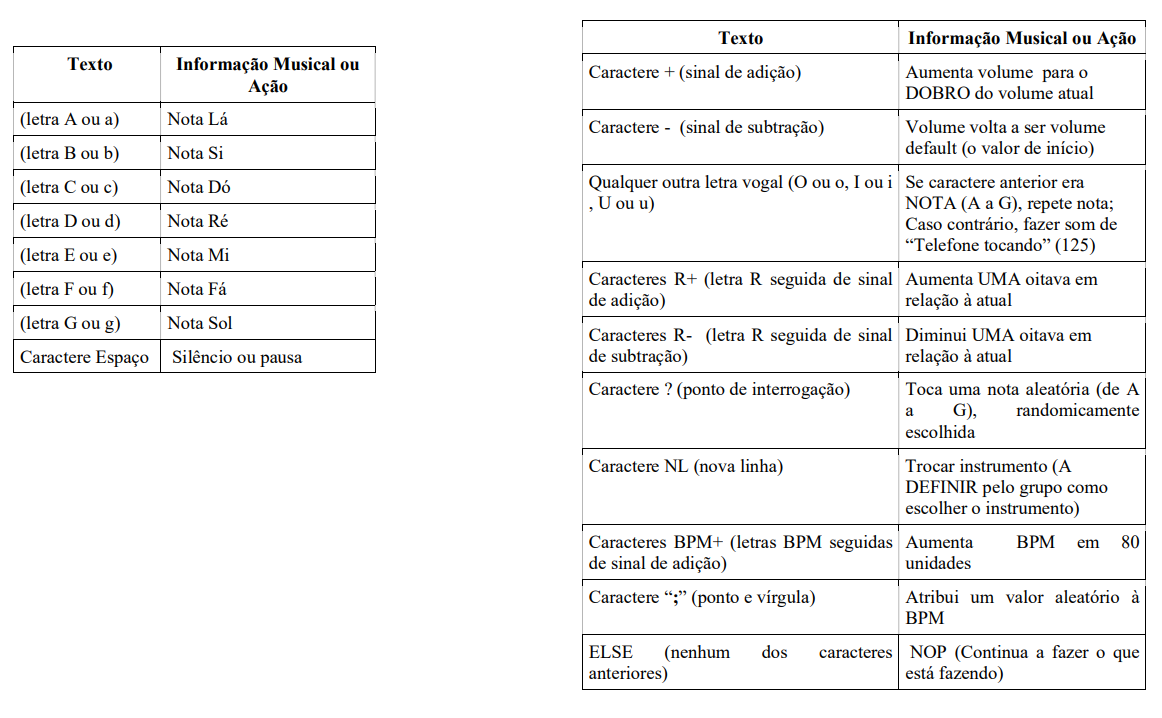 Texto Informação Musical ou
Ação
(letra A ou a) Nota Lá
(letra B ou b) Nota Si
(letra C ou c) Nota Dó
(letra D ou d) Nota Ré
(letra E ou e) Nota Mi
(letra F ou f) Nota Fá
(letra G ou g) Nota Sol
Caractere Espaço Silêncio ou pausa
Texto Informação Musical ou Ação
Caractere + (sinal de adição) Aumenta volume para o
DOBRO do volume atual
Caractere - (sinal de subtração) Volume volta a ser volume
default (o valor de início)
Qualquer outra letra vogal (O ou o, I ou i Se caractere anterior era
, U ou u) NOTA (A a G), repete nota;
Caso contrário, fazer som de
“Telefone tocando” (125)
Caracteres R+ (letra R seguida de sinal Aumenta UMA oitava em
de adição) relação à atual
Caracteres R- (letra R seguida de sinal Diminui UMA oitava em
de subtração) relação à atual
Caractere ? (ponto de interrogação) Toca uma nota aleatória (de A
a G), randomicamente
escolhida
Caractere NL (nova linha) Trocar instrumento (A
DEFINIR pelo grupo como
escolher o instrumento)
Caracteres BPM+ (letras BPM seguidas Aumenta BPM em 80
de sinal de adição) unidades
Caractere “;” (ponto e vírgula) Atribui um valor aleatório à
BPM
ELSE (nenhum dos caracteres NOP (Continua a fazer o que
anteriores) está fazendo)